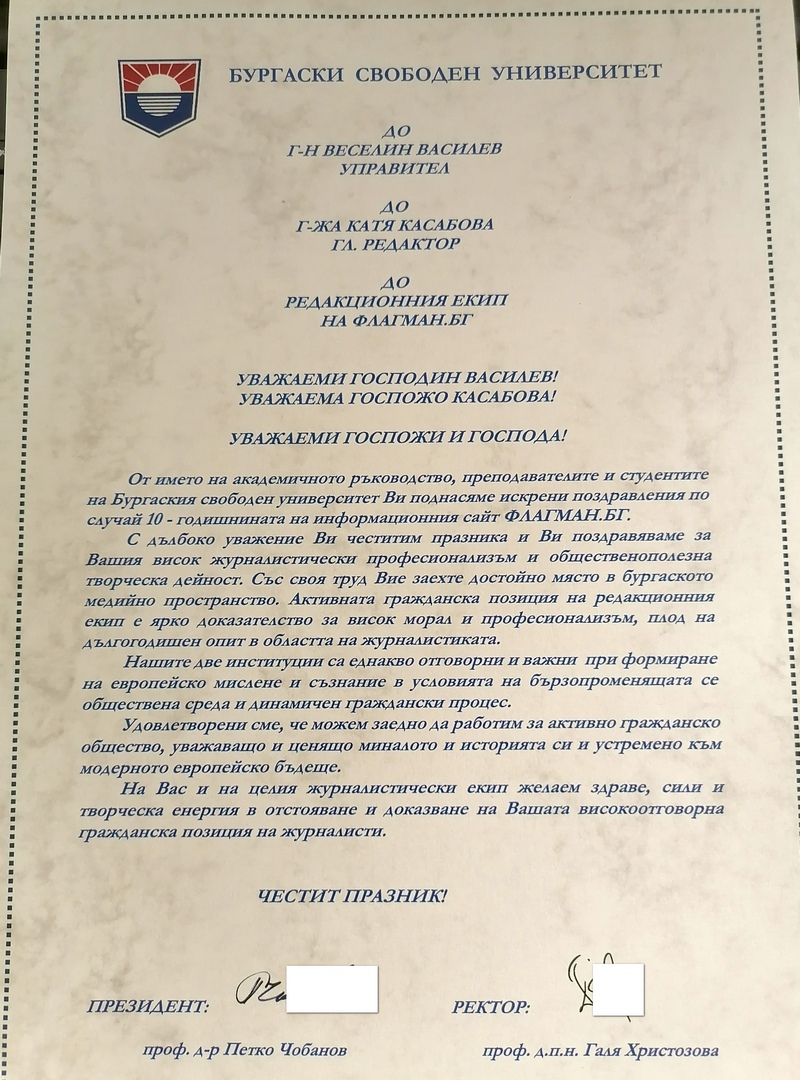 БУРГАСКИ СВОБОДЕН УНИВЕРСИТЕТ
ДО
Г-Н ВЕСЕЛИН ВАСИЛЕВ
УПРАВИТЕЛ
ДО
Г-ЖА КАТЯ КАСАБОВА
ГЛ. РЕДАКТОР
ДО
РЕДАКЦИОННИЯ ЕКИП
НА ФЛАГМАН.БГ
УВАЖАЕМИ ГОСПОДИН ВАСИЛЕВ!
УВАЖАЕМА ГОСПОЖО КАСАБОВА!
УВАЖАЕМИ ГОСПОЖИ И ГОСПОДА!
От името на академичното ръководство, преподавателите и студентите
на Бургаския свободен университет Ви поднасяме искрени поздравления по
случай 10 - годишнината на информационния сайт ФЛАГМАН.БГ.
С дълбоко уважение Ви честитим празника и Ви поздравяваме за
Вашия висок журналистически професионализъм и общественополезна
творческа дейност. Със своя труд Вие заехте достойно място в бургаското
медийно пространство. Активната гражданска позиция на редакционния
екип е ярко доказателство за висок морал и професионализъм, плод на
дългогодишен опит в областта на журналистиката.
Нашите две институции са еднакво отговорни и важни при формиране
на европейско мислене и съзнание в условията на бързопроменящата се
обществена среда и динамичен граждански процес.
Удовлетворени сме, че можем заедно да работим за активно гражданско
общество, уважаващо и ценящо миналото и историята си и устремено към
модерното европейско бъдеще.
На Вас и на целия журналистически екип желаем здраве, сили и
творческа енергия в отстояване и доказване на Вашата високоотговорна
гражданска позиция на журналисти.
ЧЕСТИТ ПРАЗНИК!
ПРЕЗИДЕНТ: РЕКТОР:
проф. д-р Петко Чобанов проф. д.п.н. Галя Христозова